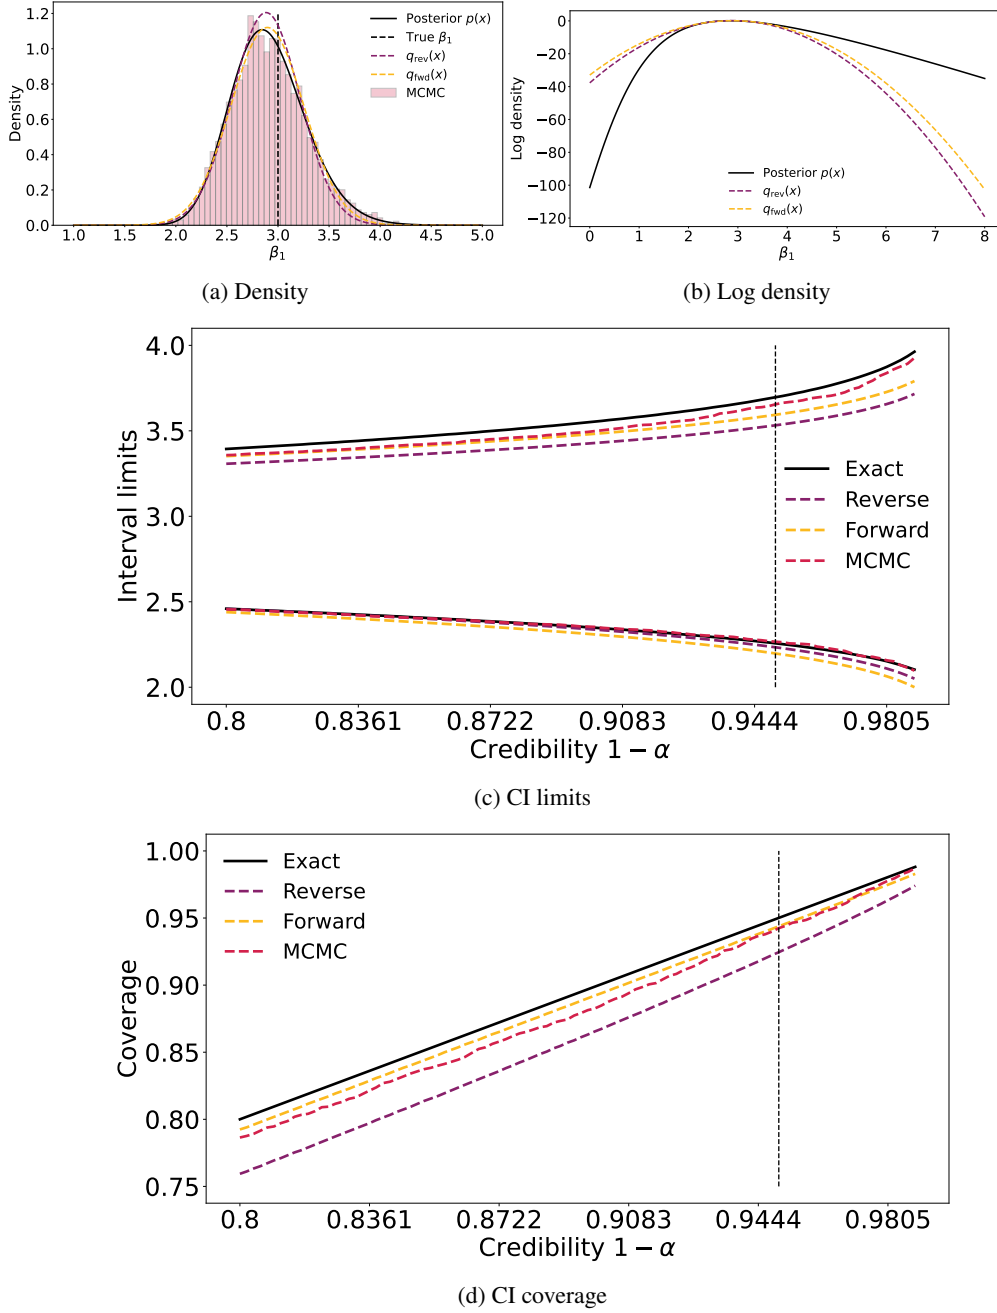 Density
1.2
1.0
0.8
0.6
0.4
0.2
0.0
1.0 1.5 2.0 2.5 3.0 3.5 4.0 4.5 5.0
β1
Posterior p(x)
True β1
qrev(x)
qfwd(x)
MCMC
(a) Density
Log density
0
−20
−40
−60
−80
−100
−120
0 1 2 3 4 5 6 7 8
β1
Posterior p(x)
qrev(x)
qfwd(x)
(b) Log density
Interval limits
4.0
3.5
3.0
2.5
2.0
Exact
Reverse
Forward
MCMC
0.8 0.8361 0.8722 0.9083 0.9444 0.9805
Credibility 1 − α
(c) CI limits
Coverage
1.00
0.95
0.90
0.85
0.80
0.75
Exact
Reverse
Forward
MCMC
0.8 0.8361 0.8722 0.9083 0.9444 0.9805
Credibility 1 − α
(d) CI coverage